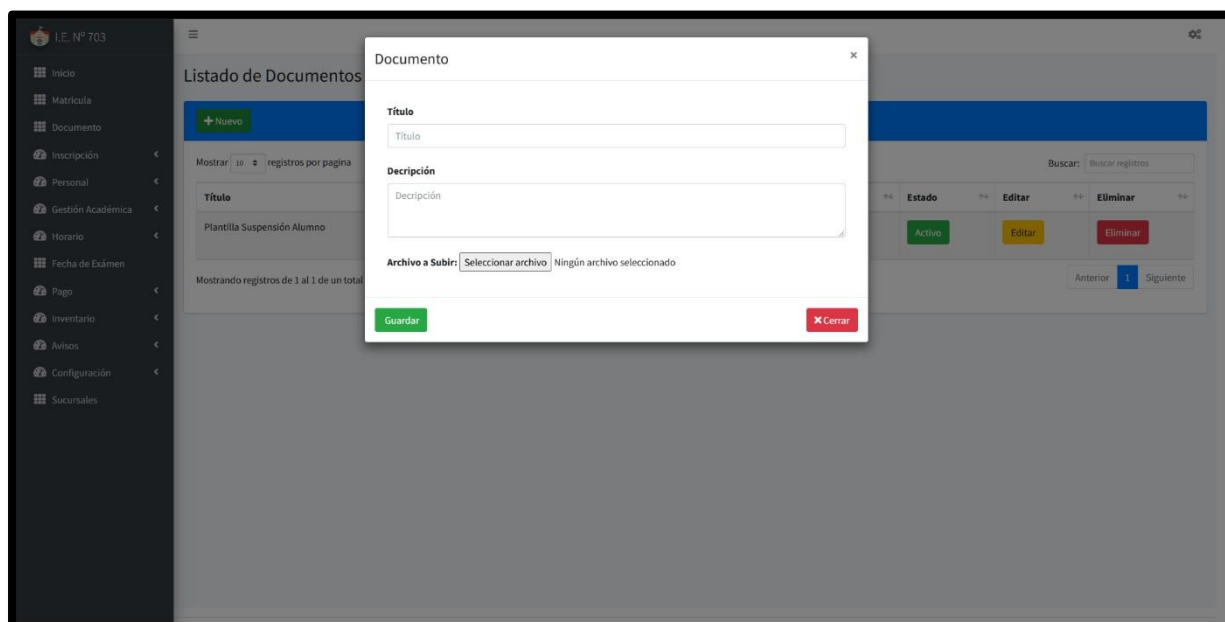 I.E. Nº 703
Inicio
Matricula
Documento
Inscripción
Personal
Gestión Académica
Horario
Fecha de Exámen
Pago
Inventario
Avisos
Configuración
Sucursales
Listado de Documentos
Nuevo
Mostrar 10 registros por pagina
Buscar: Buscar registros
Título Estado Editar Eliminar
Plantilla Suspensión Alumno Activo Editar Eliminar
Mostrando registros de 1 al 1 de un total
Anterior 1 Siguiente
Documento ×
Título
Título
Decripción
Decripción
Archivo a Subir: Seleccionar archivo Ningún archivo seleccionado
Guardar
Cerrar